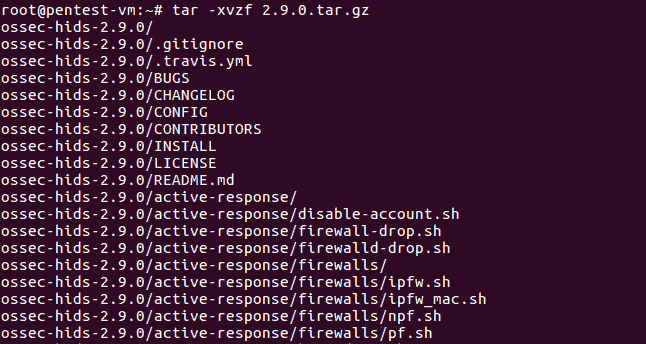 root@pentest-vm:~# tar -xvzf 2.9.0.tar.gz
ossec-hids-2.9.0/
ossec-hids-2.9.0/.gitignore
ossec-hids-2.9.0/.travis.yml
ossec-hids-2.9.0/BUGS
ossec-hids-2.9.0/CHANGELOG
ossec-hids-2.9.0/CONFIG
ossec-hids-2.9.0/CONTRIBUTORS
ossec-hids-2.9.0/INSTALL
ossec-hids-2.9.0/LICENSE
ossec-hids-2.9.0/README.md
ossec-hids-2.9.0/active-response/
ossec-hids-2.9.0/active-response/disable-account.sh
ossec-hids-2.9.0/active-response/firewall-drop.sh
ossec-hids-2.9.0/active-response/firewalld-drop.sh
ossec-hids-2.9.0/active-response/firewalls/
ossec-hids-2.9.0/active-response/firewalls/ipfw.sh
ossec-hids-2.9.0/active-response/firewalls/ipfw_mac.sh
ossec-hids-2.9.0/active-response/firewalls/npf.sh
ossec-hids-2.9.0/active-response/firewalls/pf.sh